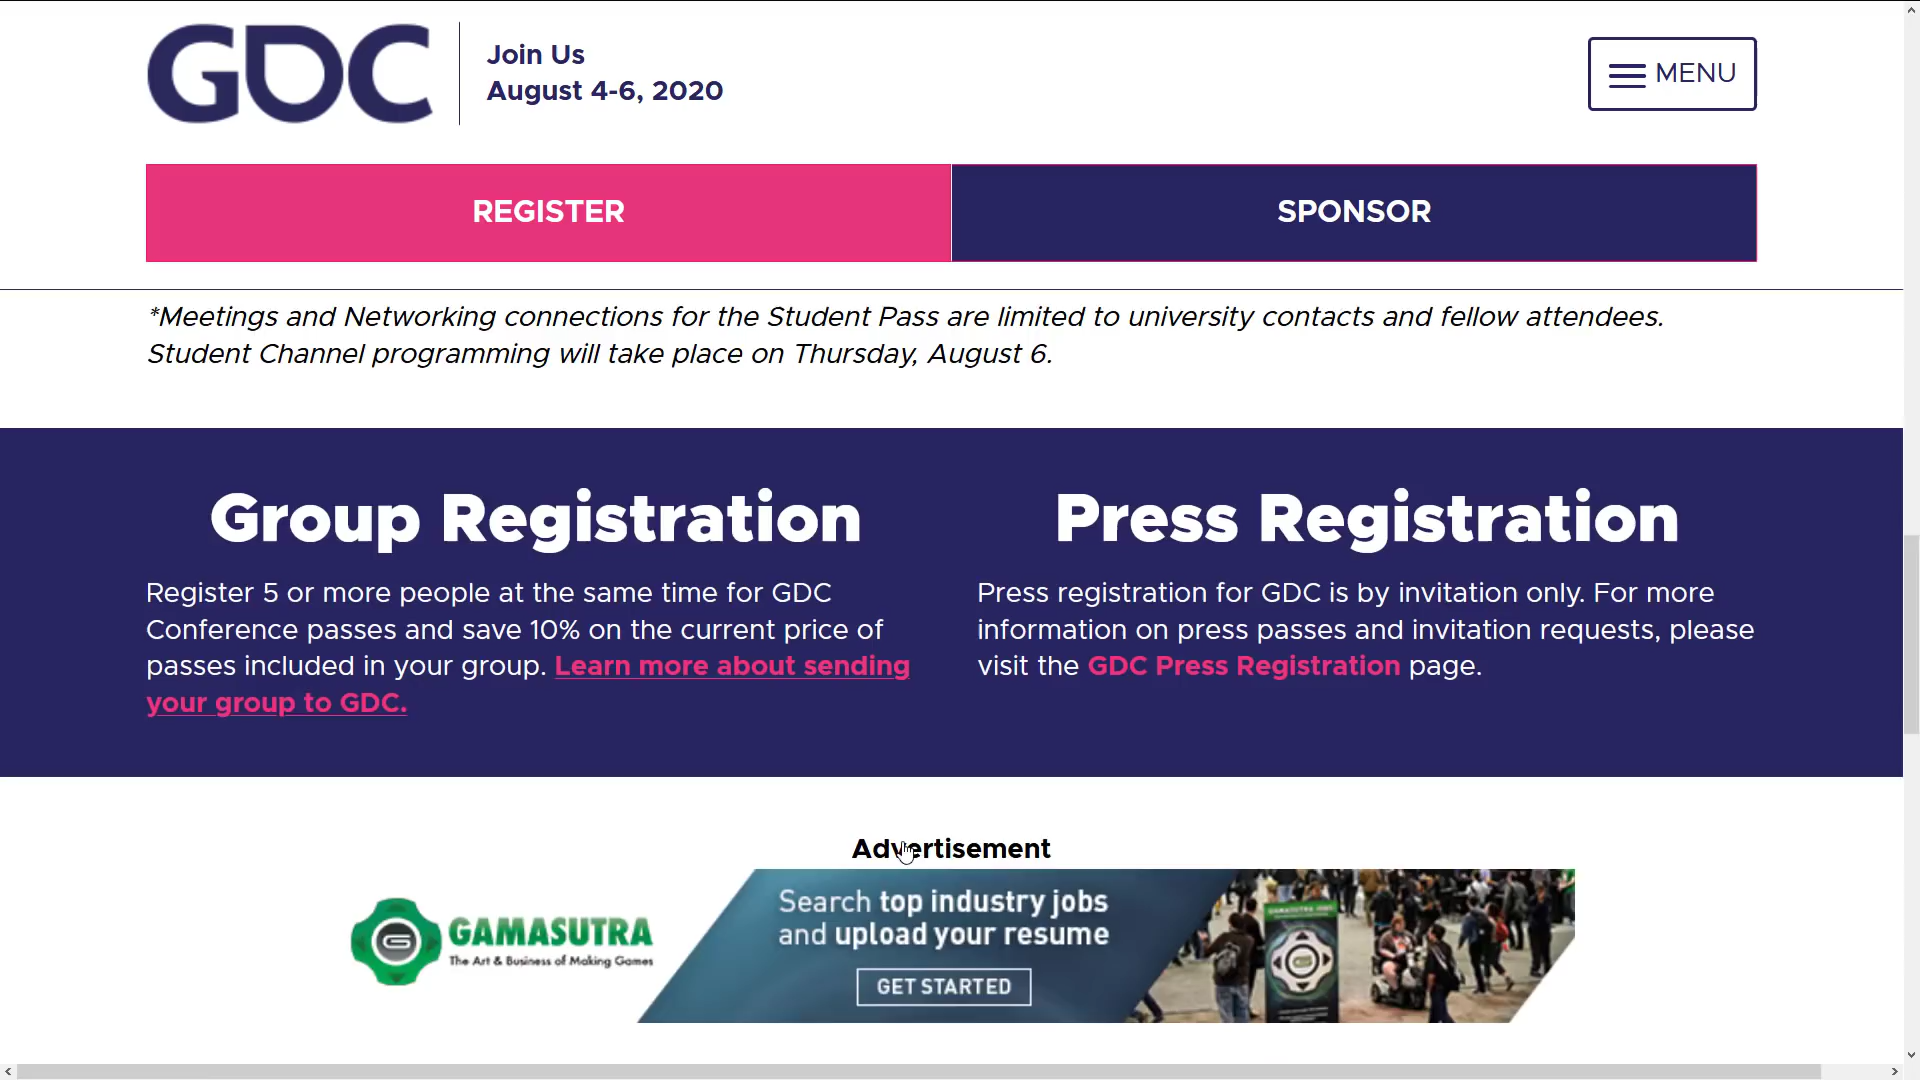 GDC
Join Us
August 4-6, 2020
MENU
REGISTER
SPONSOR
*Meetings and Networking connections for the Student Pass are limited to university contacts and fellow attendees.
Student Channel programming will take place on Thursday, August 6.
Group Registration
Register 5 or more people at the same time for GDC
Conference passes and save 10% on the current price of
passes included in your group. Learn more about sending
your group to GDC.
Press Registration
Press registration for GDC is by invitation only. For more
information on press passes and invitation requests, please
visit the GDC Press Registration page.
Advertisement
GAMASUTRA
The Art & Business of Making Games
Search top industry jobs
and upload your resume
GET STARTED